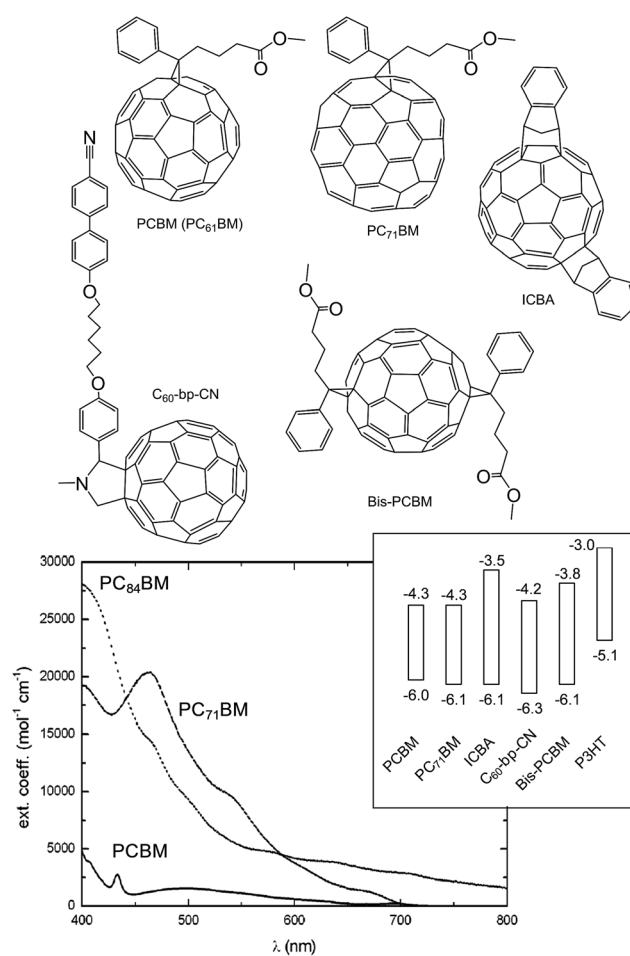 O
O
PCBM (PC₆₁BM)
O
O
PC₇₁BM
ICBA
N
O
O
C₆₀-bp-CN
N
O
O
O
O
Bis-PCBM
30000
25000
20000
15000
10000
5000
0
ext. coeff. (mol⁻¹ cm⁻¹)
PC₈₄BM
PC₇₁BM
PCBM
400
500
600
700
800
λ (nm)
-4.3
-4.3
-3.5
-4.2
-3.8
-3.0
-6.0
-6.1
-6.1
-6.3
-6.1
-5.1
PCBM
PC₇₁BM
ICBA
C₆₀-bp-CN
Bis-PCBM
P3HT